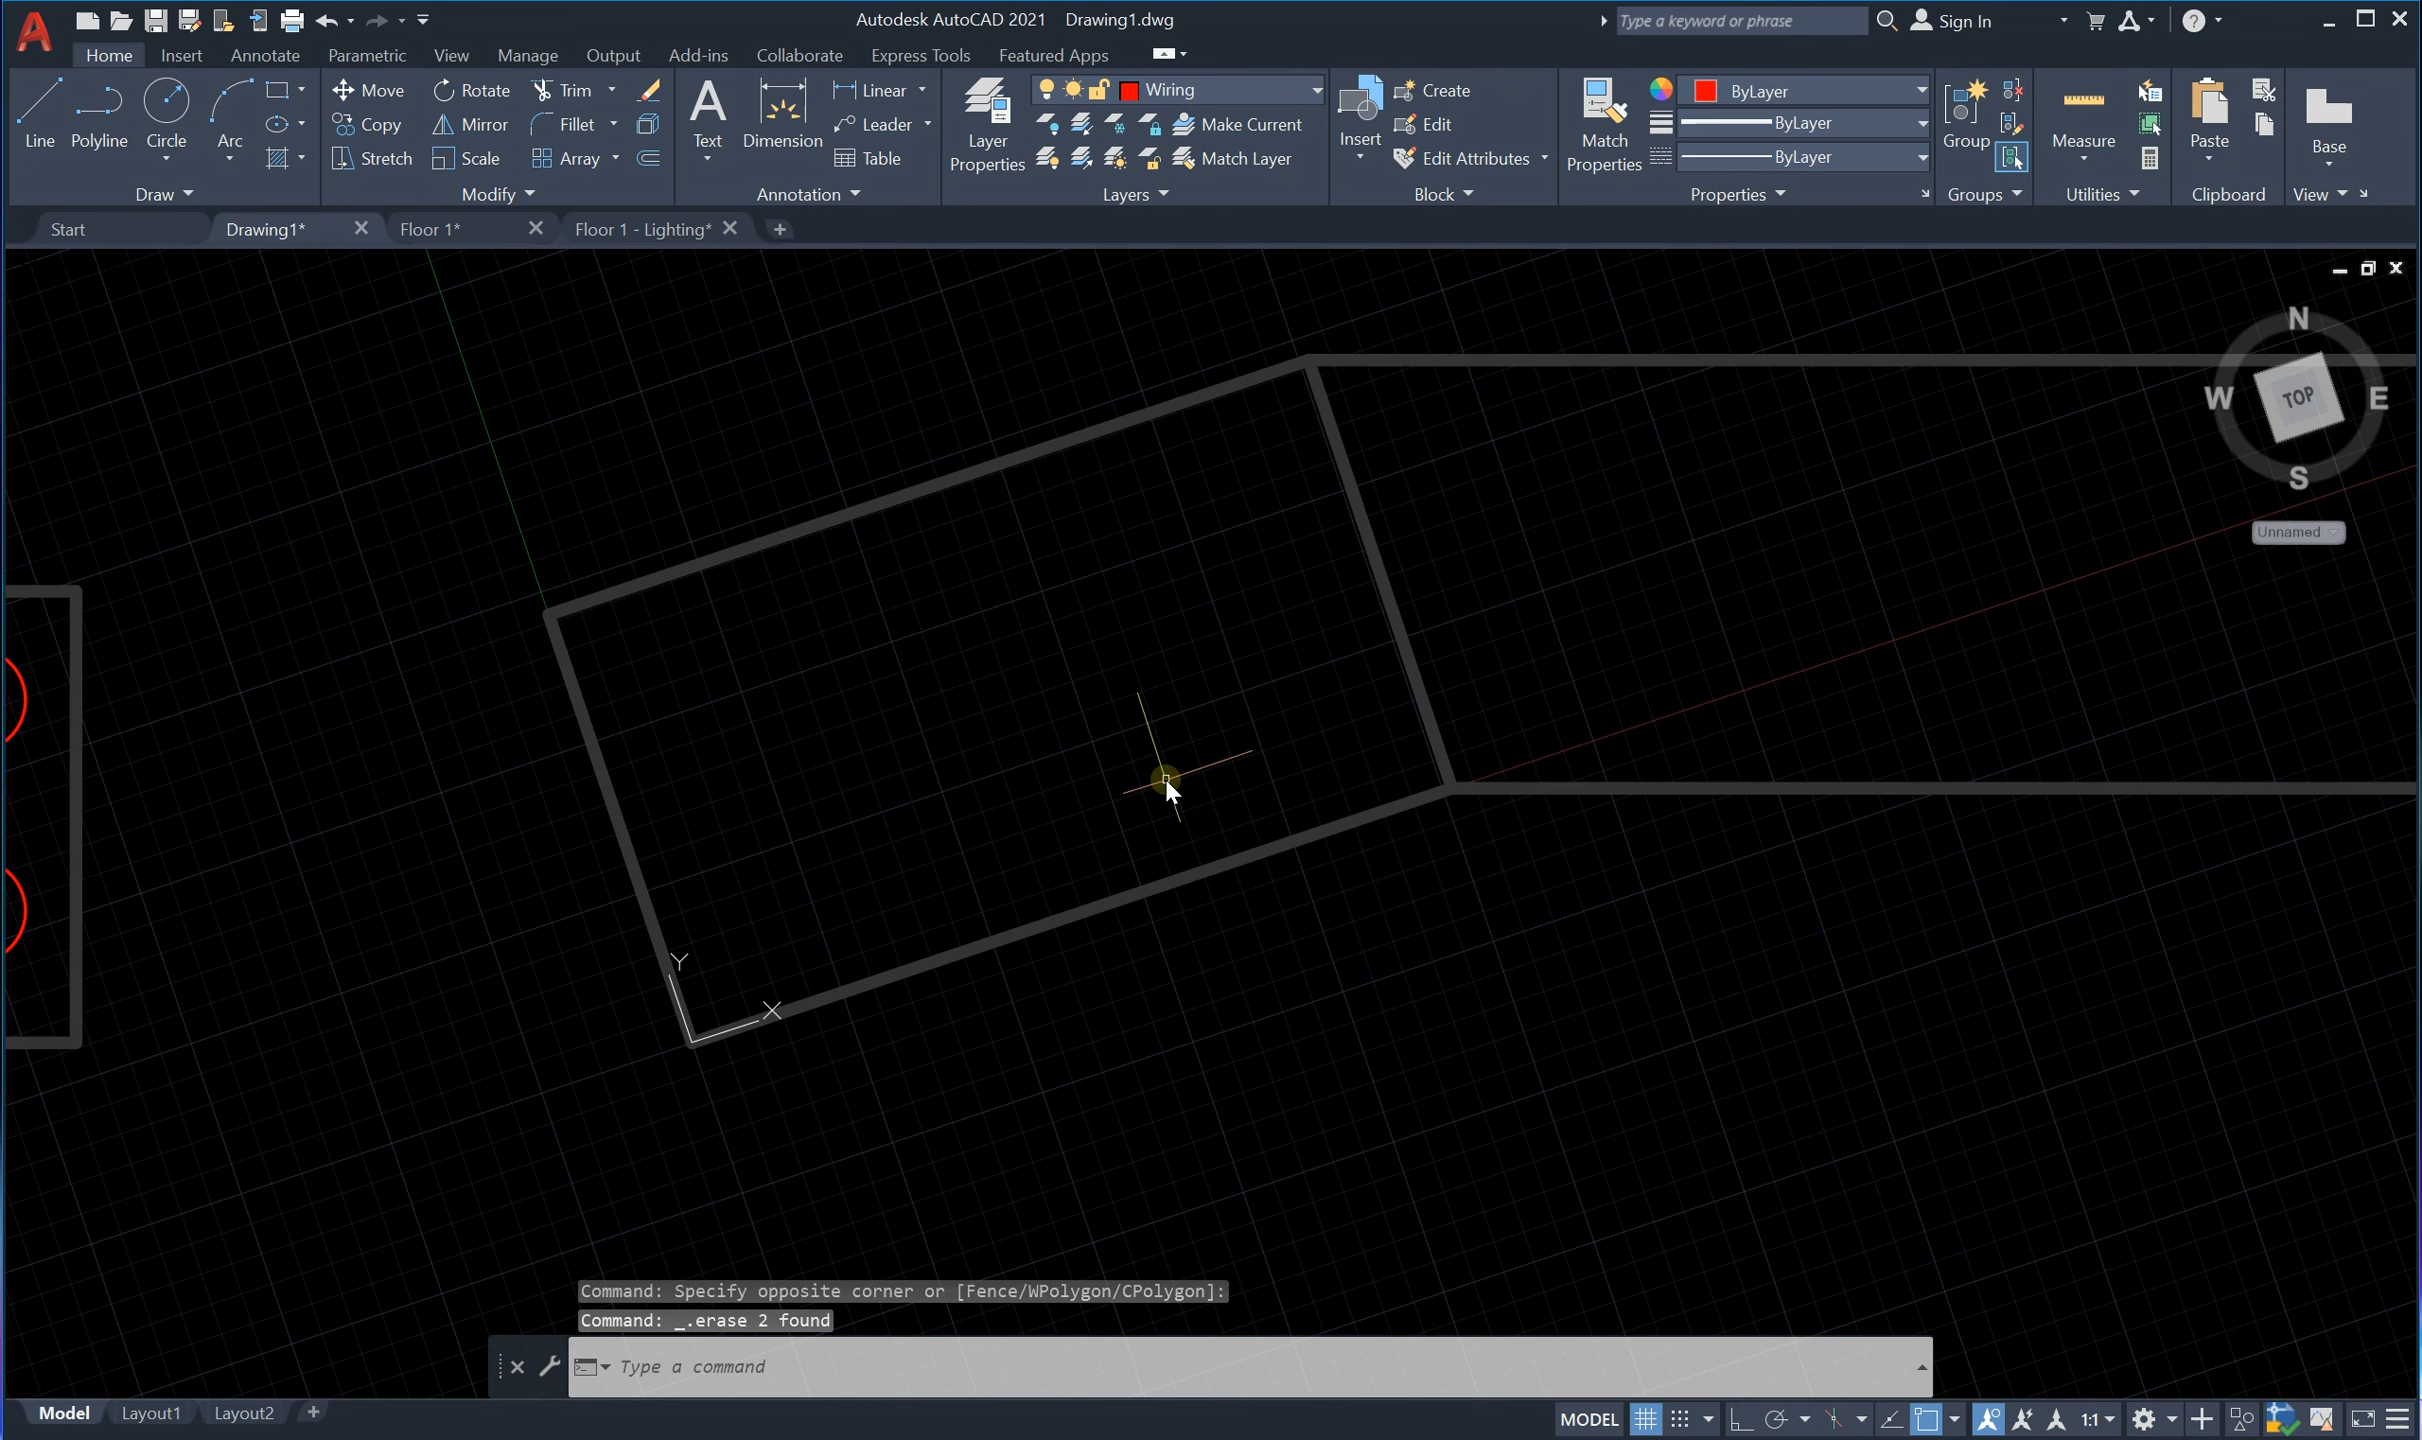 Autodesk AutoCAD 2021 Drawing1.dwg
Type a keyword or phrase
Sign In
Home Insert Annotate Parametric View Manage Output Add-ins Collaborate Express Tools Featured Apps
Line Polyline Circle Arc
Draw
Move Rotate Trim
Copy Mirror Fillet
Stretch Scale Array
Modify
Text Dimension
Linear
Leader
Table
Annotation
Layer Properties
Wiring
Make Current
Match Layer
Layers
Insert
Create
Edit
Edit Attributes
Block
Match Properties
ByLayer
ByLayer
ByLayer
Properties
Group
Groups
Measure
Utilities
Paste
Clipboard
Base
View
Start Drawing1* Floor 1* Floor 1 - Lighting*
N
W TOP E
S
Unnamed
Y
X
Command: Specify opposite corner or [Fence/WPolygon/CPolygon]:
Command: _.erase 2 found
Type a command
Model Layout1 Layout2
MODEL 1:1